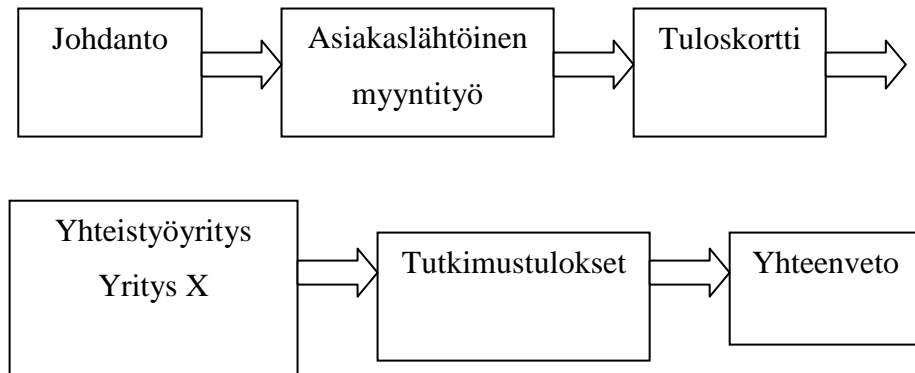 Johdanto
Asiakaslähtöinen
myyntityö
Tuloskortti
Yhteistyöyritys
Yritys X
Tutkimustulokset
Yhteenveto